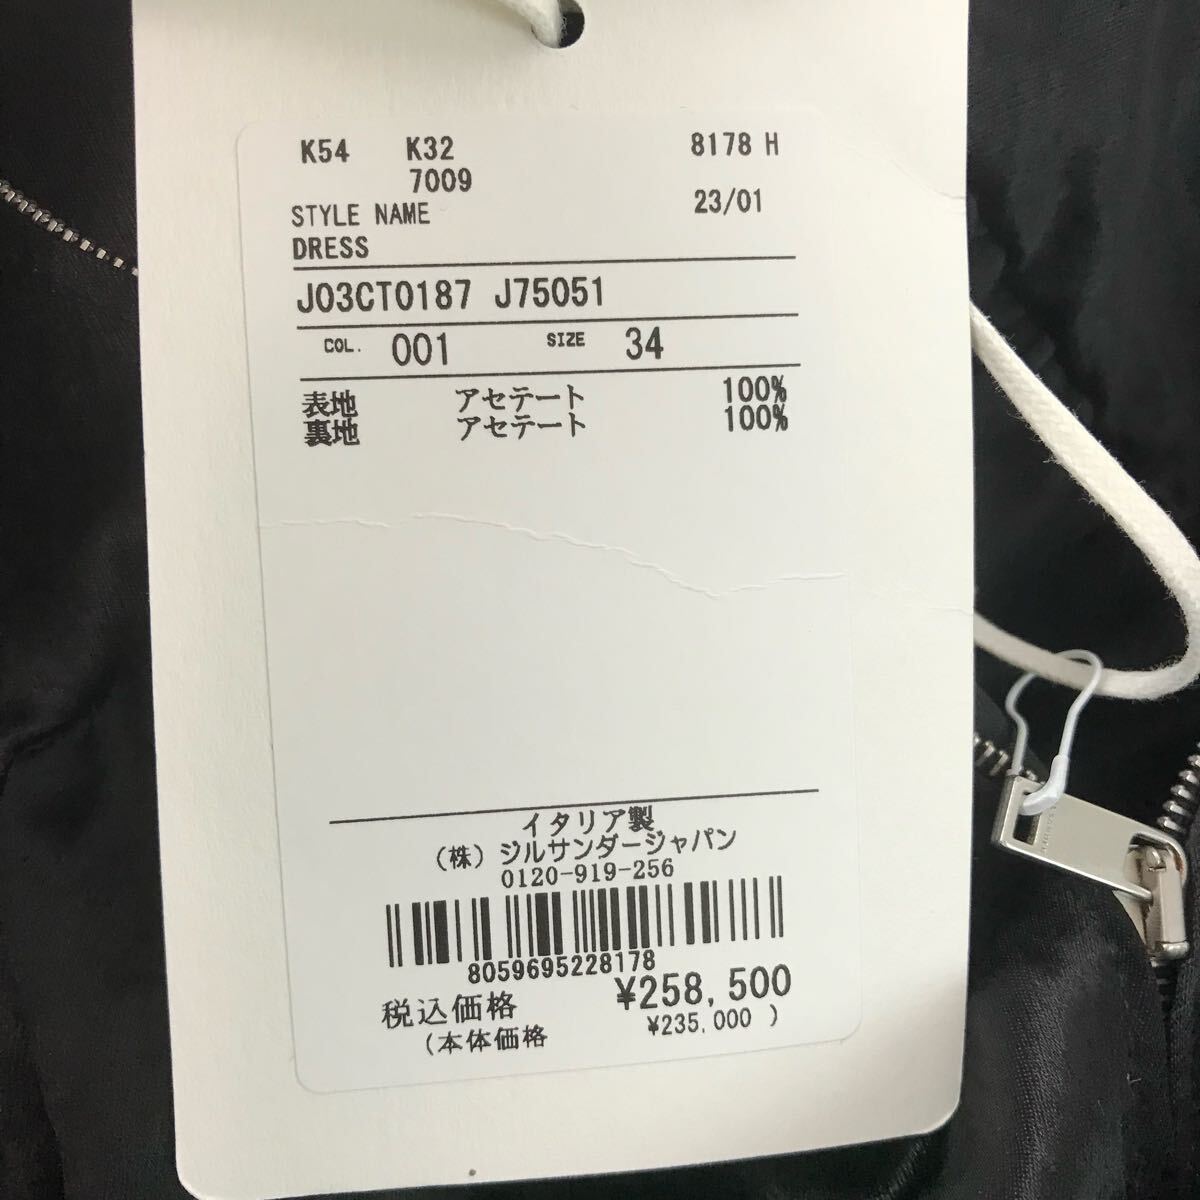 K54 K32 8178 H
7009
STYLE NAME 23/01
DRESS
J03CT0187 J75051
COL. 001 SIZE 34
表地 アセテート 100%
裏地 アセテート 100%
イタリア製
(株) ジルサンダージャパン
0120-919-256
8059695228178
税込価格 ¥258,500
(本体価格 ¥235,000 )